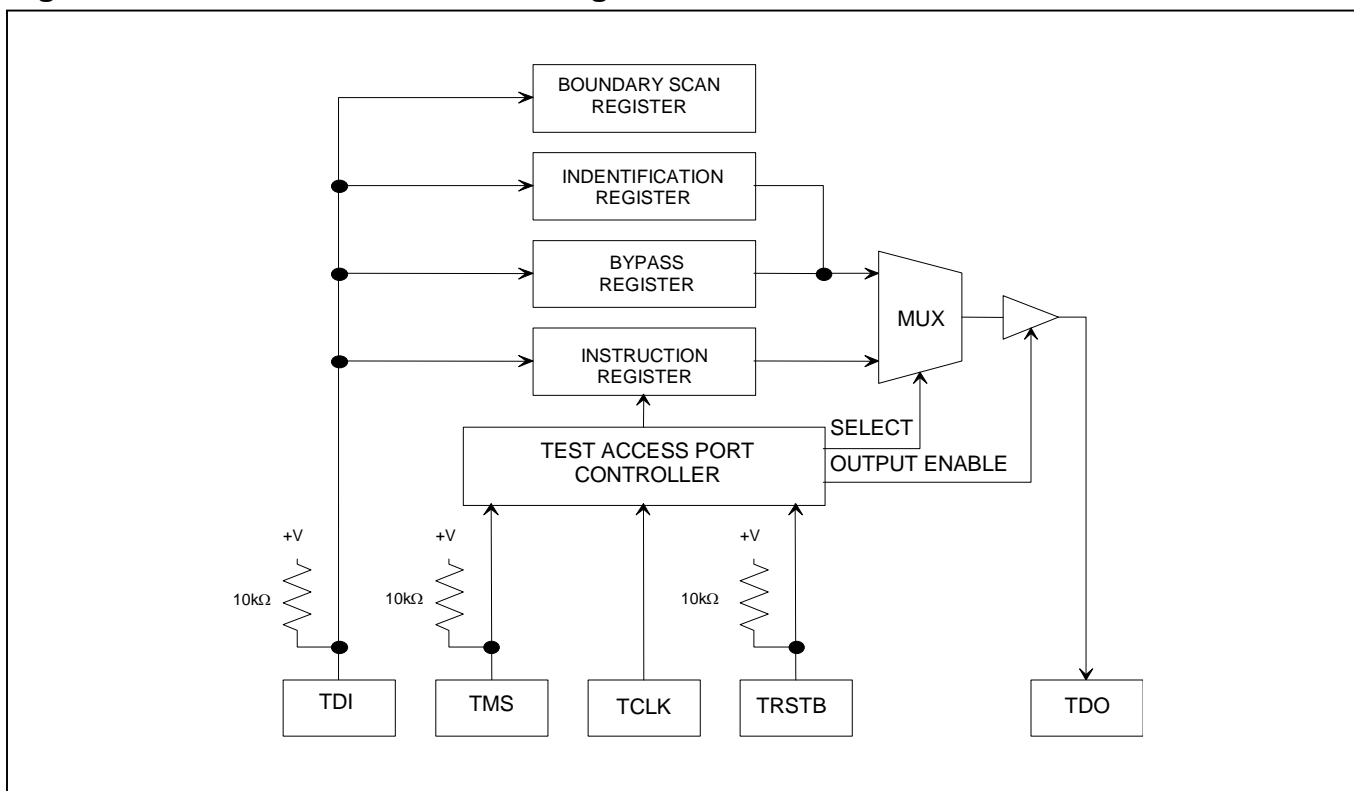 BOUNDARY SCAN
REGISTER
INDENTIFICATION
REGISTER
BYPASS
REGISTER
MUX
INSTRUCTION
REGISTER
SELECT
TEST ACCESS PORT
CONTROLLER
OUTPUT ENABLE
+V
+V
+V
10kΩ
10kΩ
10kΩ
TDI
TMS
TCLK
TRSTB
TDO